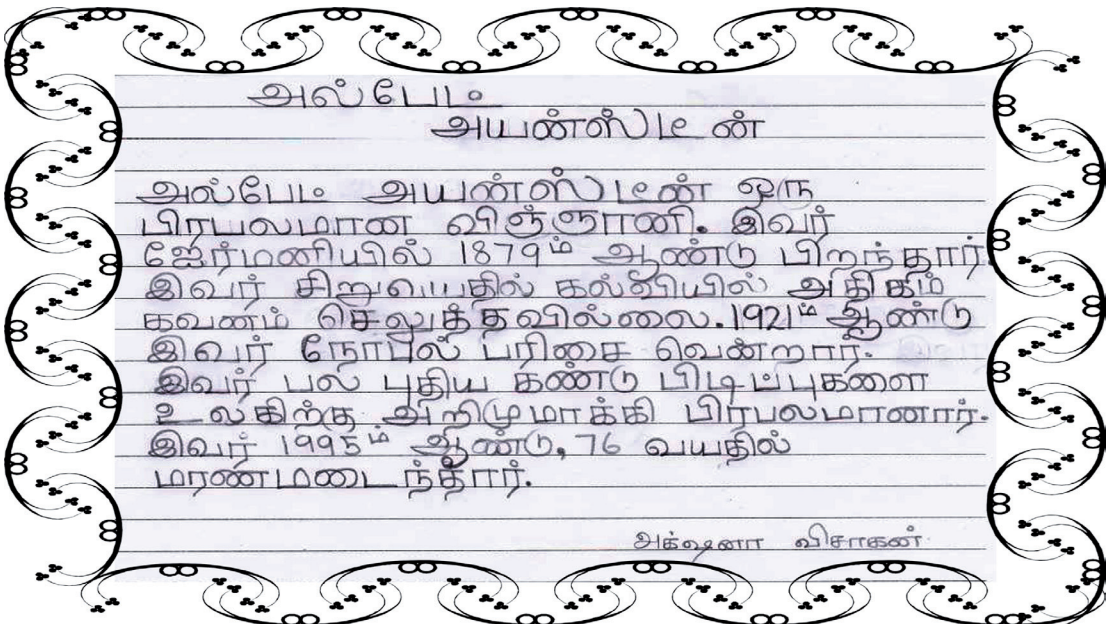 அல்பேட்
அயன்ஸ்டீன்
அல்பேட் அயன்ஸ்டீன் ஒரு
பிரபலமான விஞ்ஞானி. இவர்
ஜேர்மனியில் 1879ம் ஆண்டு பிறந்தார்.
இவர் சிறுவயதில் கல்வியில் அதிகம்
கவனம் செலுத்தவில்லை. 1921ம் ஆண்டு
இவர் நோபல் பரிசை வென்றார்.
இவர் பல புதிய கண்டு பிடிப்புகளை
உலகிற்கு அறிமுமாக்கி பிரபலமானார்.
இவர் 1995ம் ஆண்டு, 76 வயதில்
மரணமடைந்தார்.
அக்‌ஷனா விசாகன்